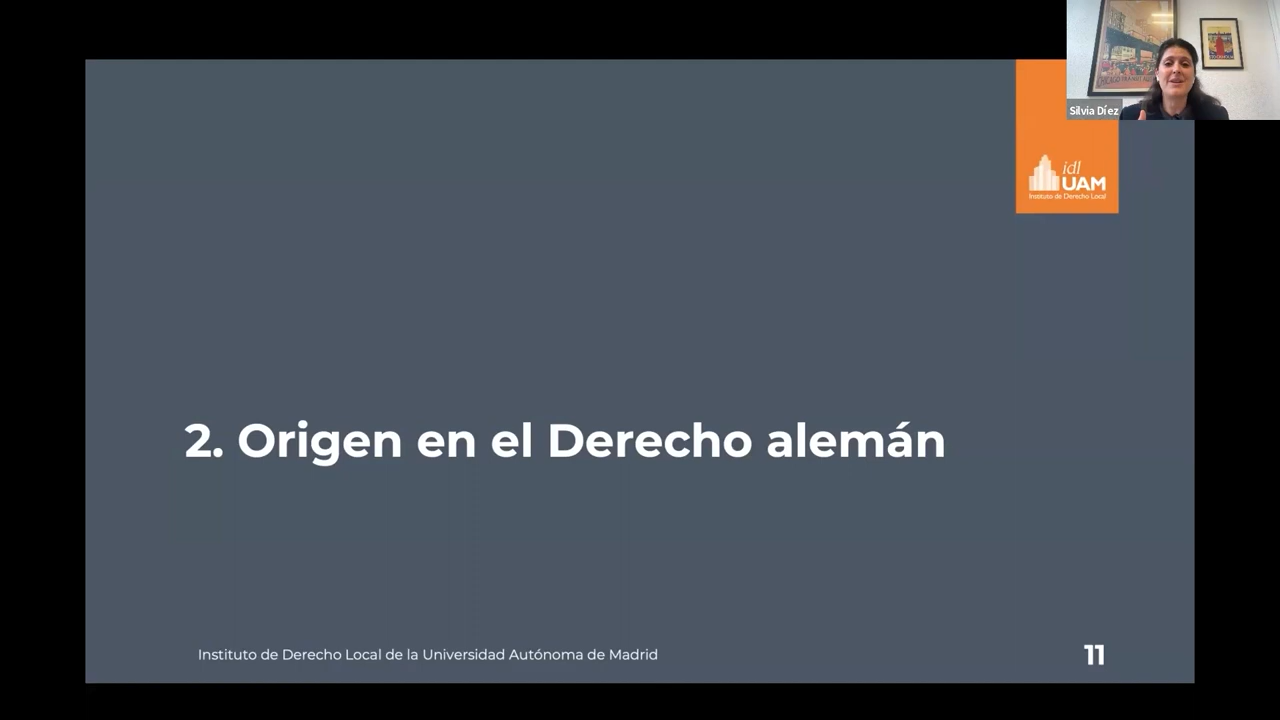 Silvia Díez
idl
UAM
Instituto de Derecho Local
2. Origen en el Derecho alemán
Instituto de Derecho Local de la Universidad Autónoma de Madrid
11